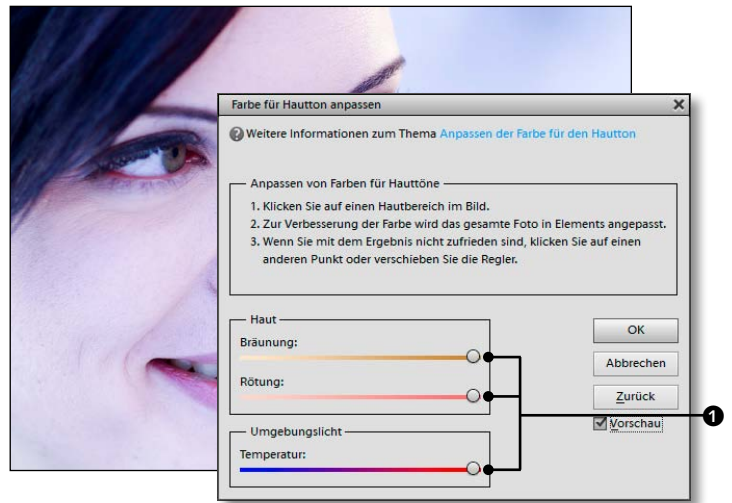 Farbe für Hautton anpassen
Weitere Informationen zum Thema Anpassen der Farbe für den Hautton
Anpassen von Farben für Hauttöne
1. Klicken Sie auf einen Hautbereich im Bild.
2. Zur Verbesserung der Farbe wird das gesamte Foto in Elements angepasst.
3. Wenn Sie mit dem Ergebnis nicht zufrieden sind, klicken Sie auf einen
anderen Punkt oder verschieben Sie die Regler.
Haut
Bräunung:
Rötung:
Umgebungslicht
Temperatur:
OK
Abbrechen
Zurück
Vorschau
1